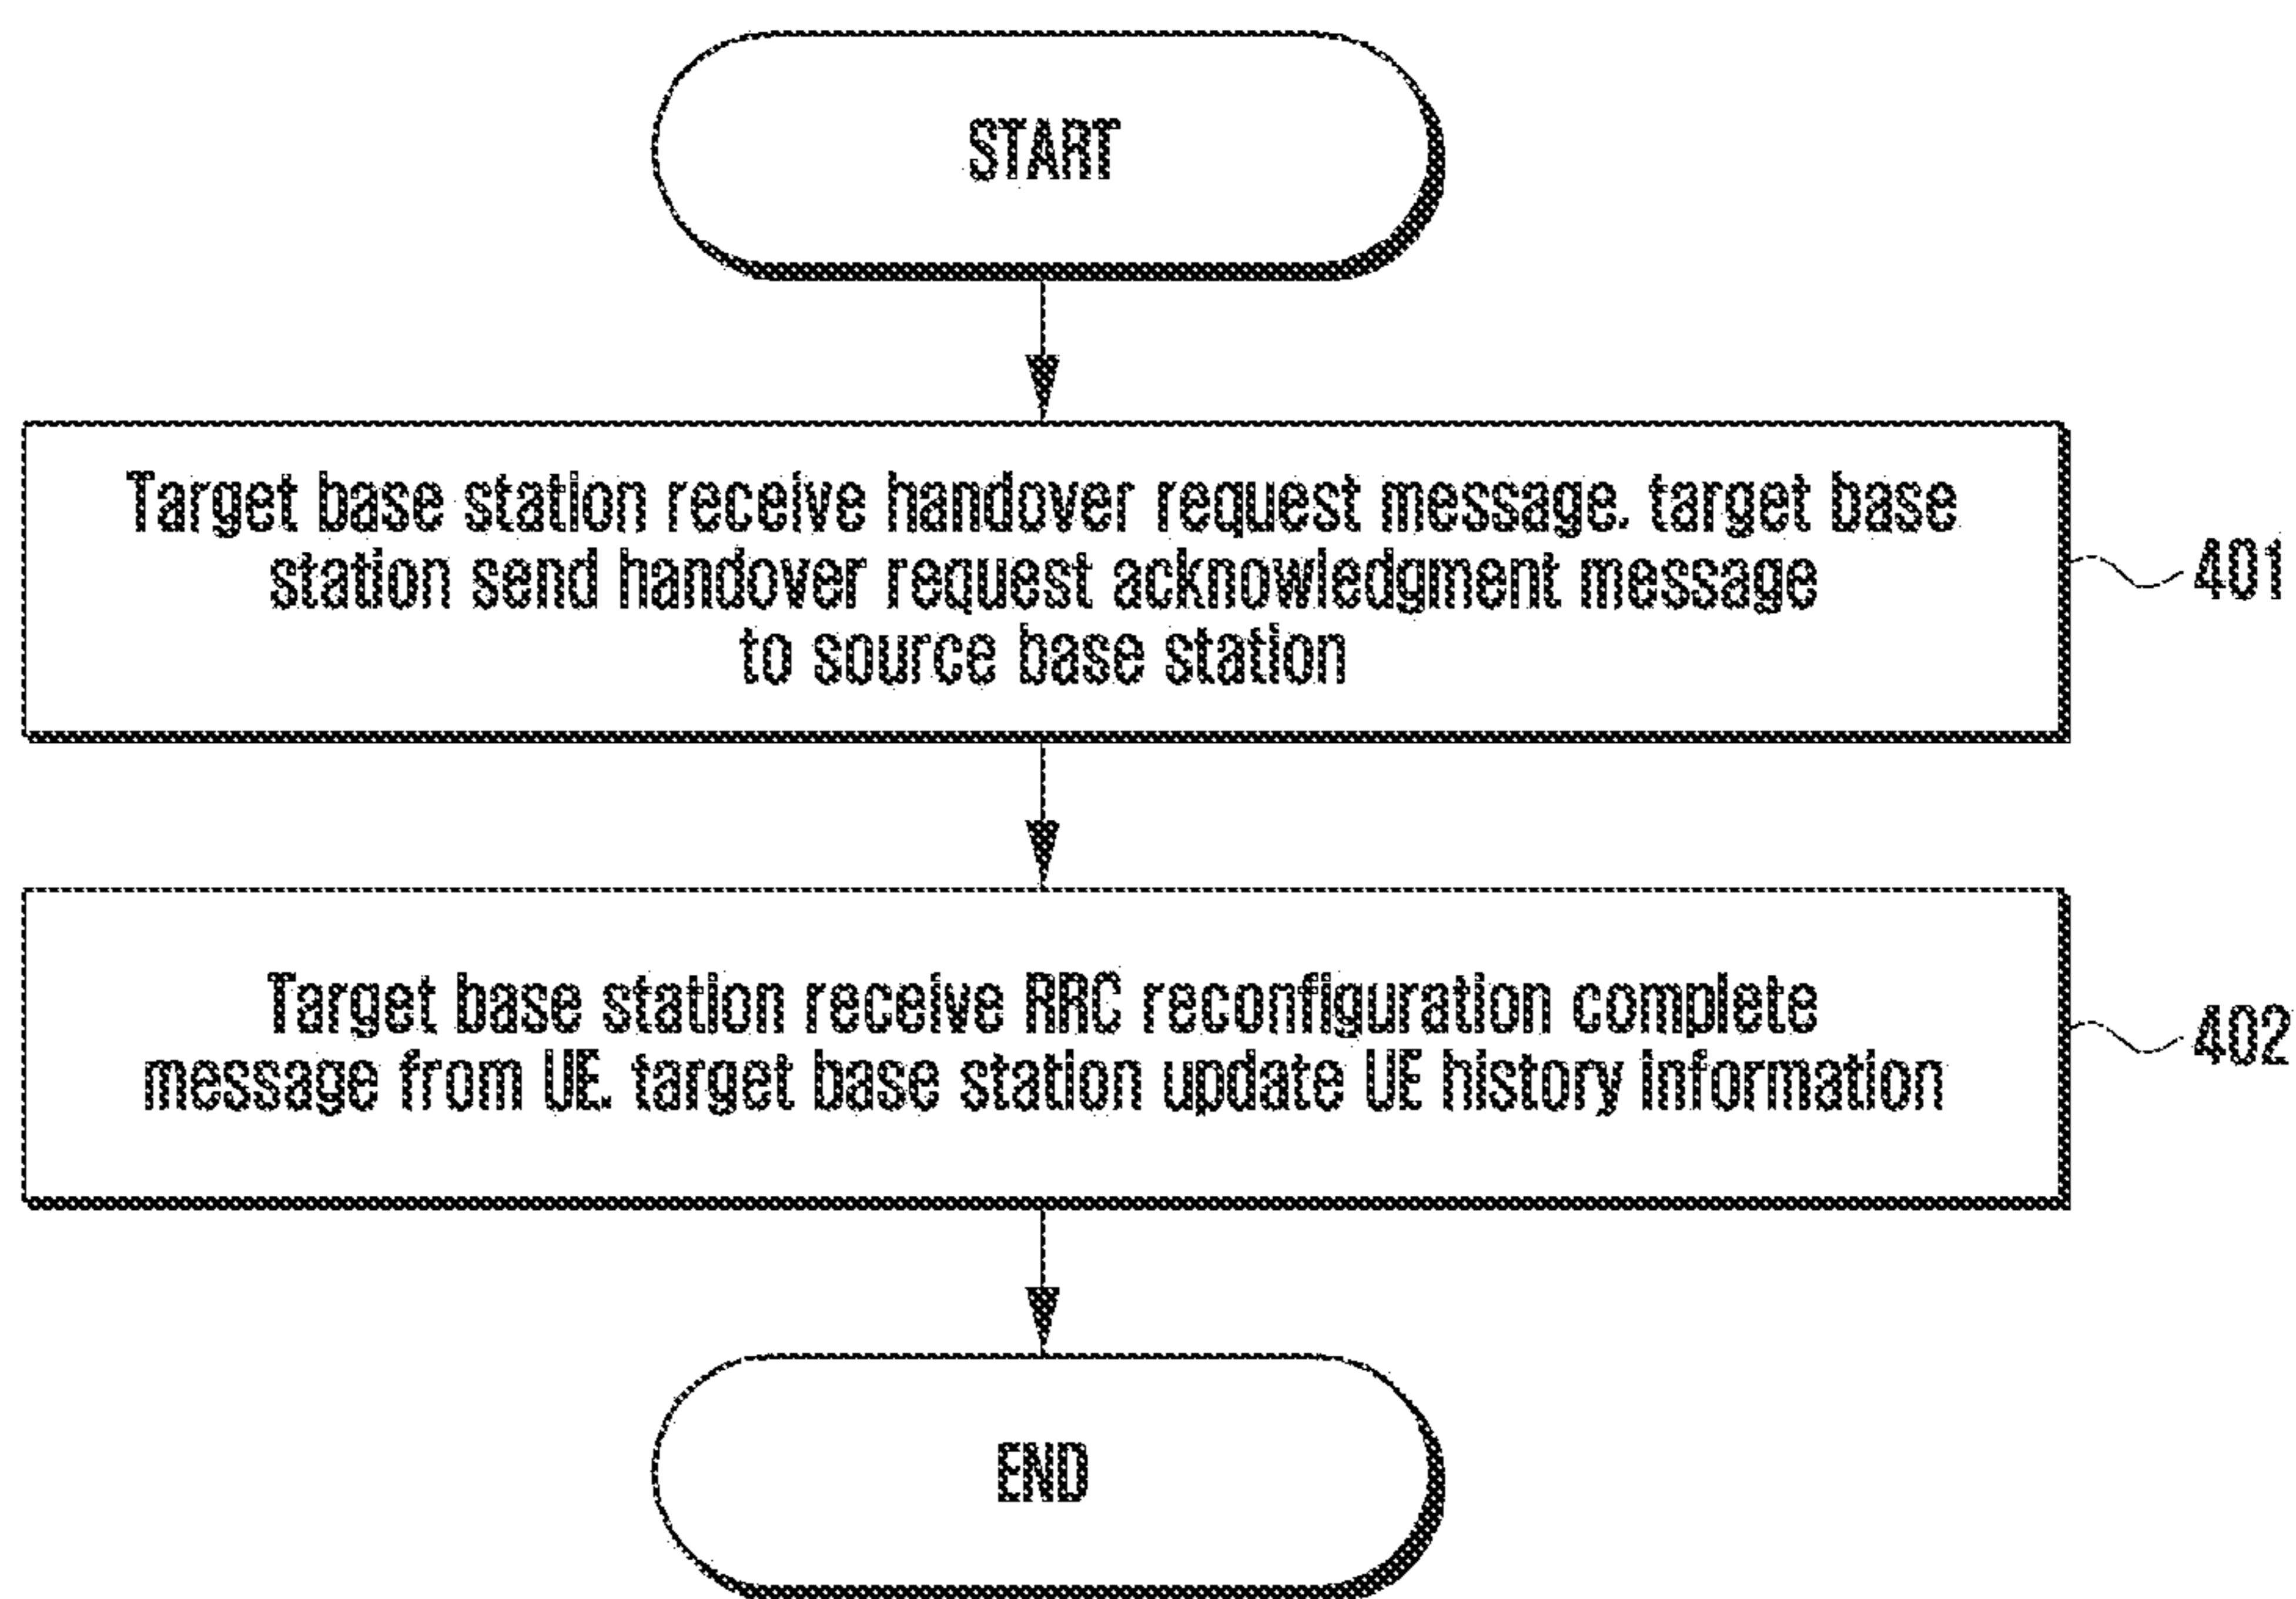 START
Target base station receive handover request message. target base
station send handover request acknowledgment message
to source base station
401
Target base station receive RRC reconfiguration complete
message from UE. target base station update UE history information
402
END